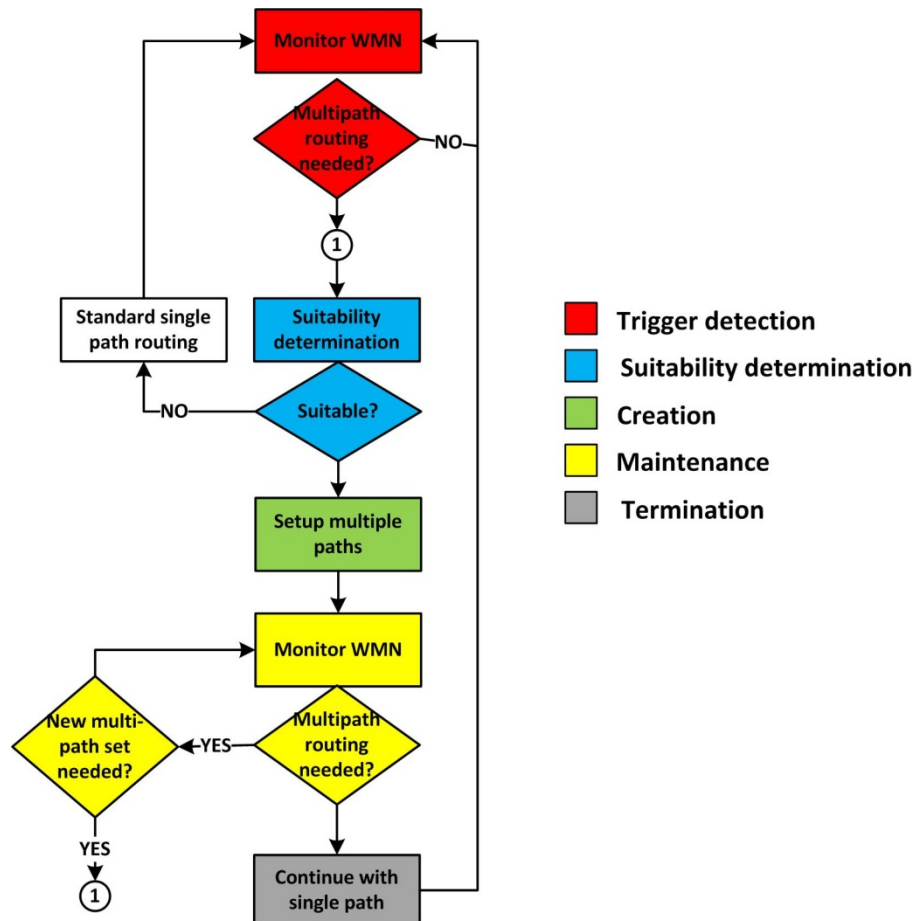 Monitor WMN
Multipath
routing
needed?
NO
1
Standard single
path routing
Suitability
determination
NO
Suitable?
Setup multiple
paths
Monitor WMN
New multi-
path set
needed?
YES
Multipath
routing
needed?
YES
1
Continue with
single path
Trigger detection
Suitability determination
Creation
Maintenance
Termination